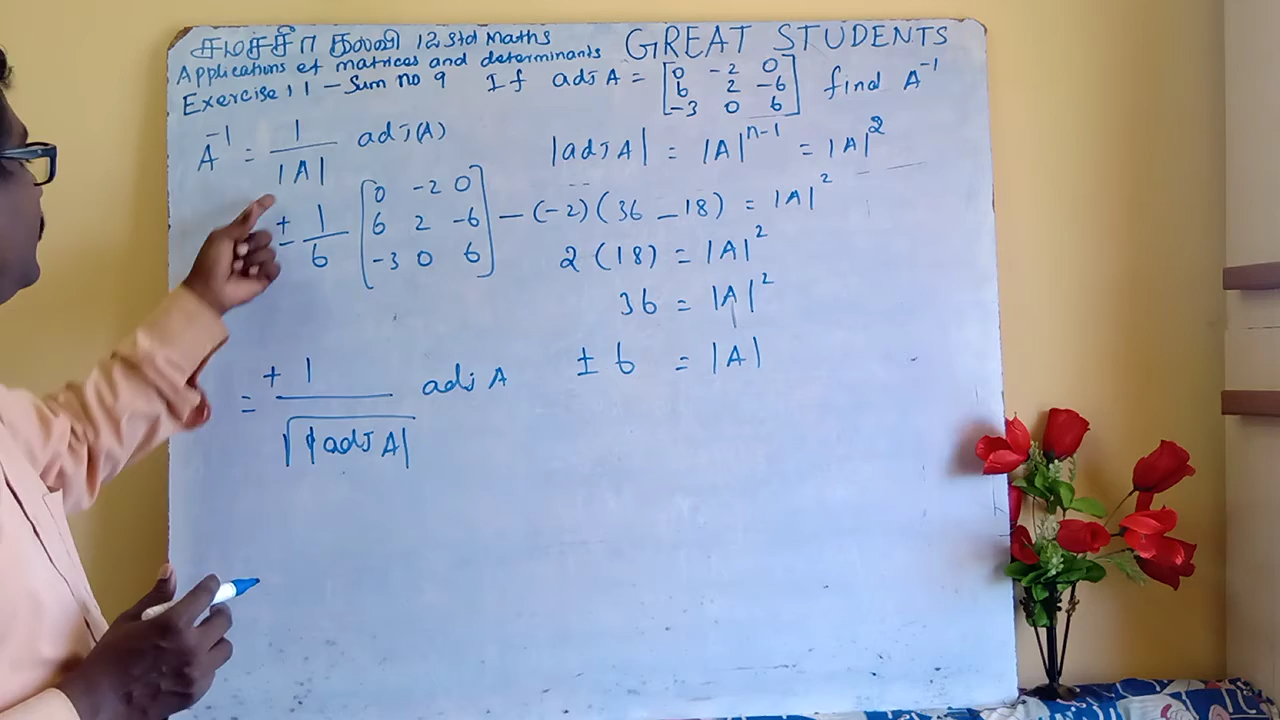 சமச்சீர் கல்வி 12 Std Maths GREAT STUDENTS
Applications of matrices and determinants
Exercise 1 1 - Sum no 9 If adj A = [0 -2 0; 6 2 -6; -3 0 6] find A⁻¹
A⁻¹ = 1/|A| adj(A)
± 1/6 [0 -2 0; 6 2 -6; -3 0 6]
= + 1/√|adj A| adj A
|adj A| = |A|ⁿ⁻¹ = |A|²
-(-2)(36 - 18) = |A|²
2(18) = |A|²
36 = |A|²
± 6 = |A|